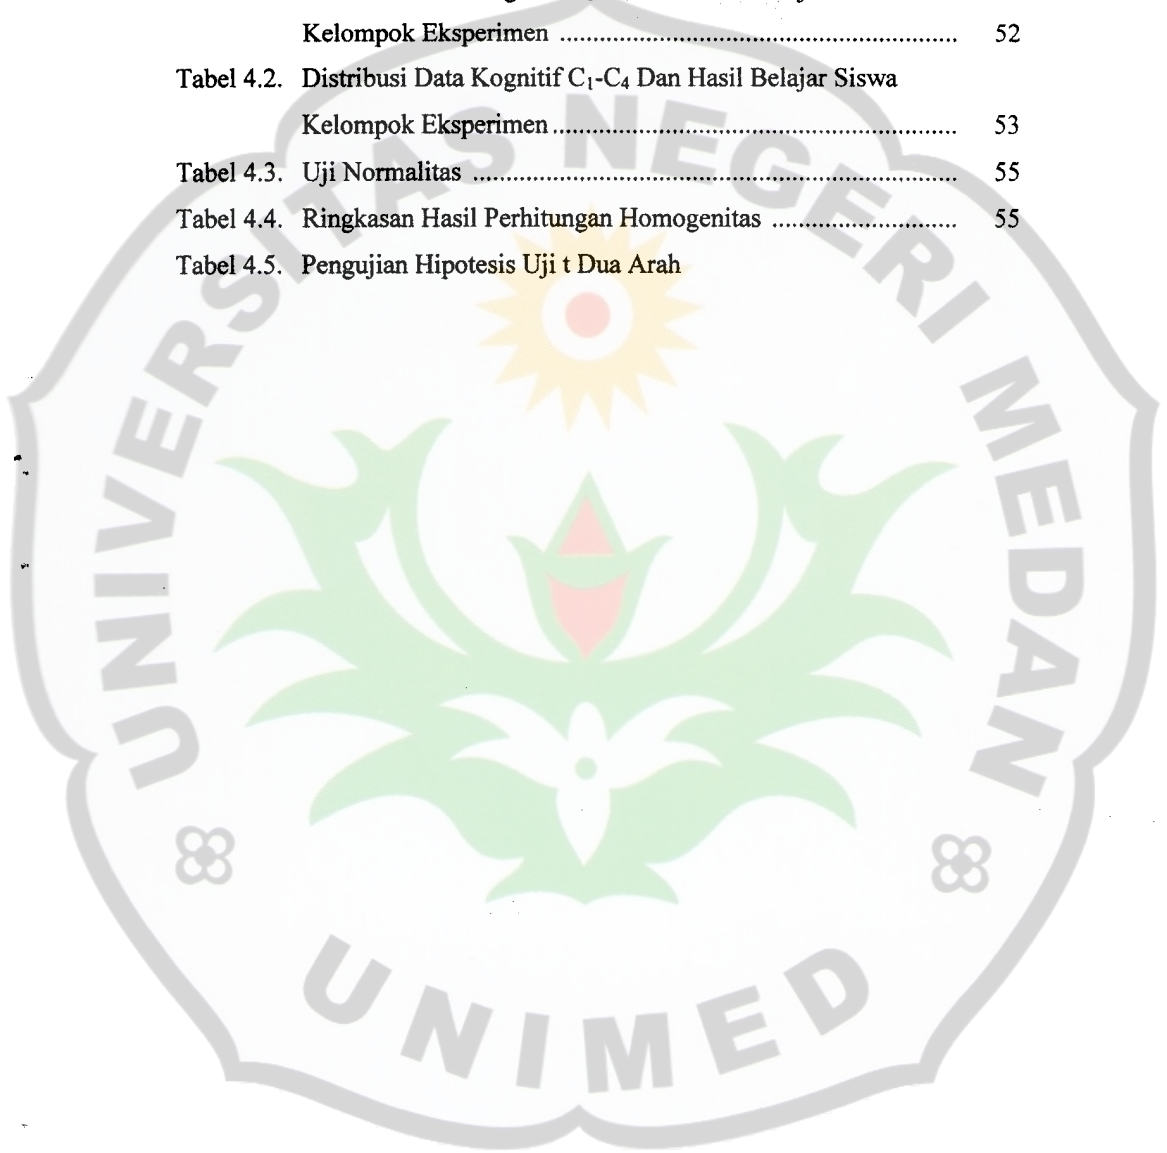 Kelompok Eksperimen ............................................................ 52
Tabel 4.2. Distribusi Data Kognitif C₁-C₄ Dan Hasil Belajar Siswa
Kelompok Eksperimen ............................................................. 53
Tabel 4.3. Uji Normalitas .......................................................................... 55
Tabel 4.4. Ringkasan Hasil Perhitungan Homogenitas ............................ 55
Tabel 4.5. Pengujian Hipotesis Uji t Dua Arah
UNIVERSITAS NEGERI MEDAN
UNIMED